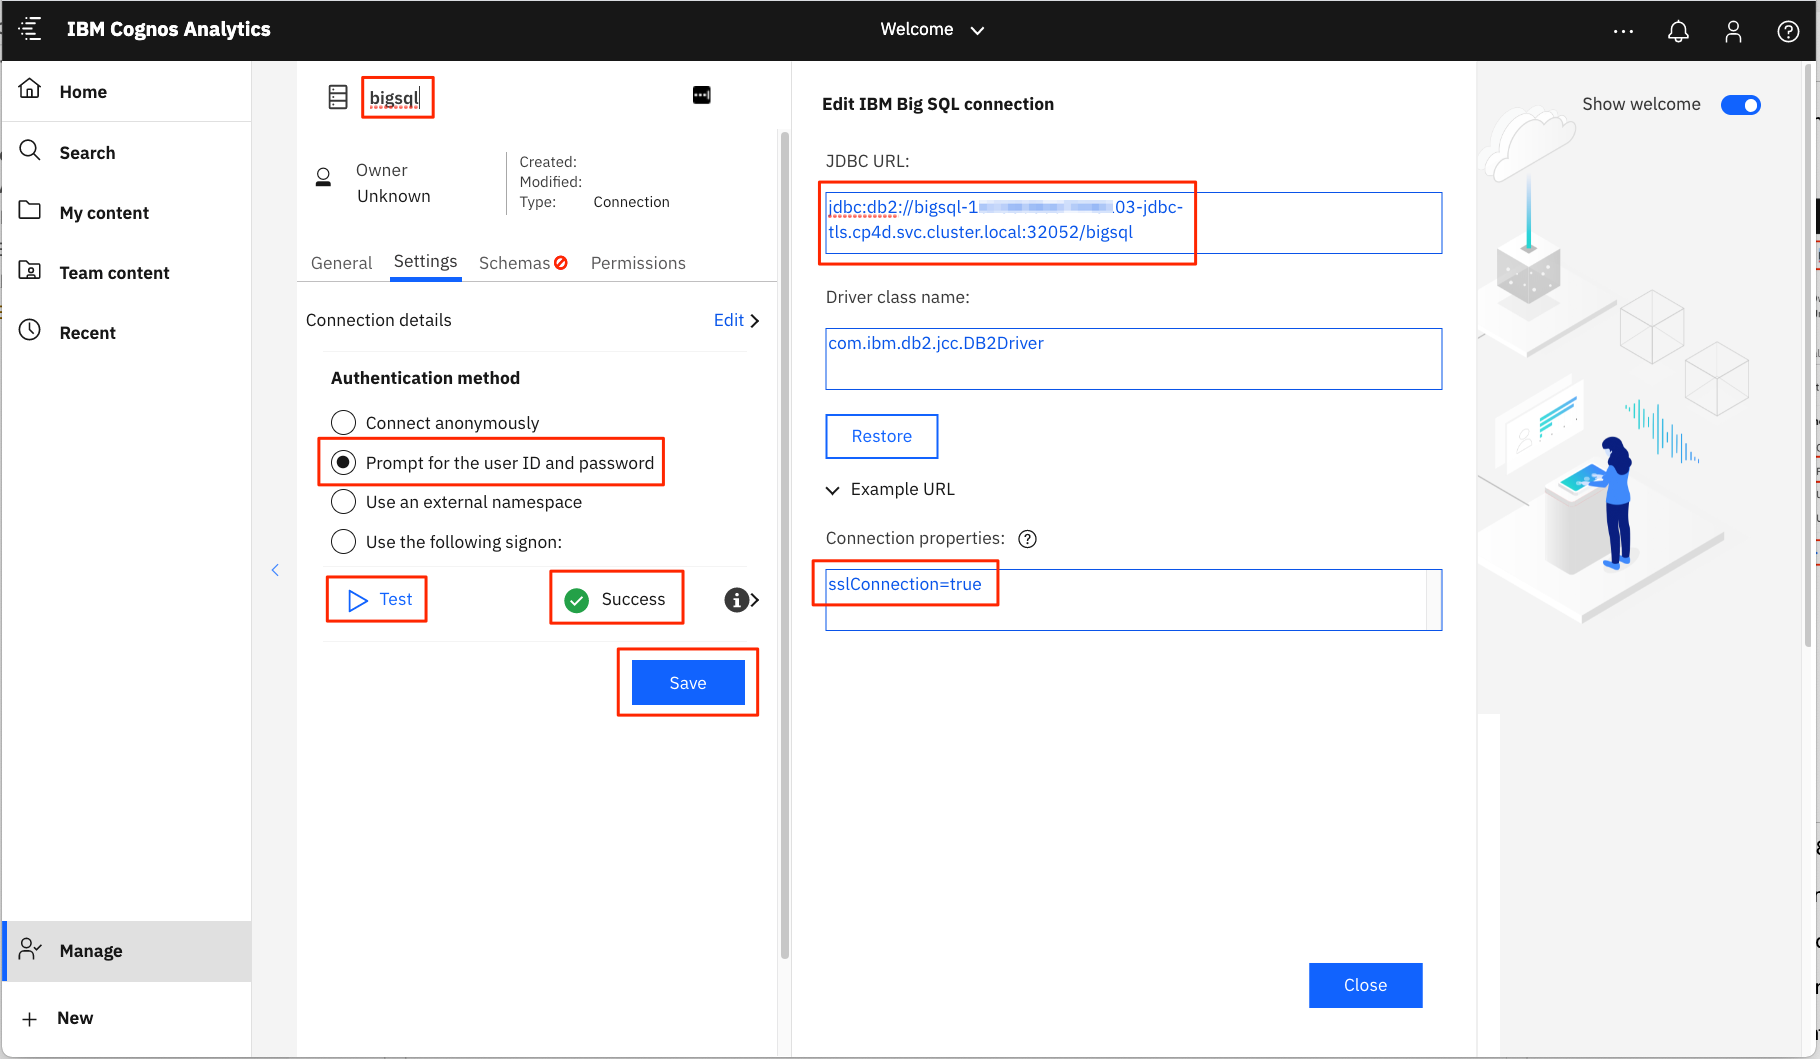 IBM Cognos Analytics
Welcome
Home
Search
My content
Team content
Recent
Manage
New
bigsql
Owner
Unknown
Created:
Modified:
Type: Connection
General Settings Schemas Permissions
Connection details Edit
Authentication method
Connect anonymously
Prompt for the user ID and password
Use an external namespace
Use the following signon:
Test Success
Save
Edit IBM Big SQL connection
JDBC URL:
jdbc:db2://bigsql-1 03-jdbc-
tls.cp4d.svc.cluster.local:32052/bigsql
Driver class name:
com.ibm.db2.jcc.DB2Driver
Restore
Example URL
Connection properties:
sslConnection=true
Close
Show welcome